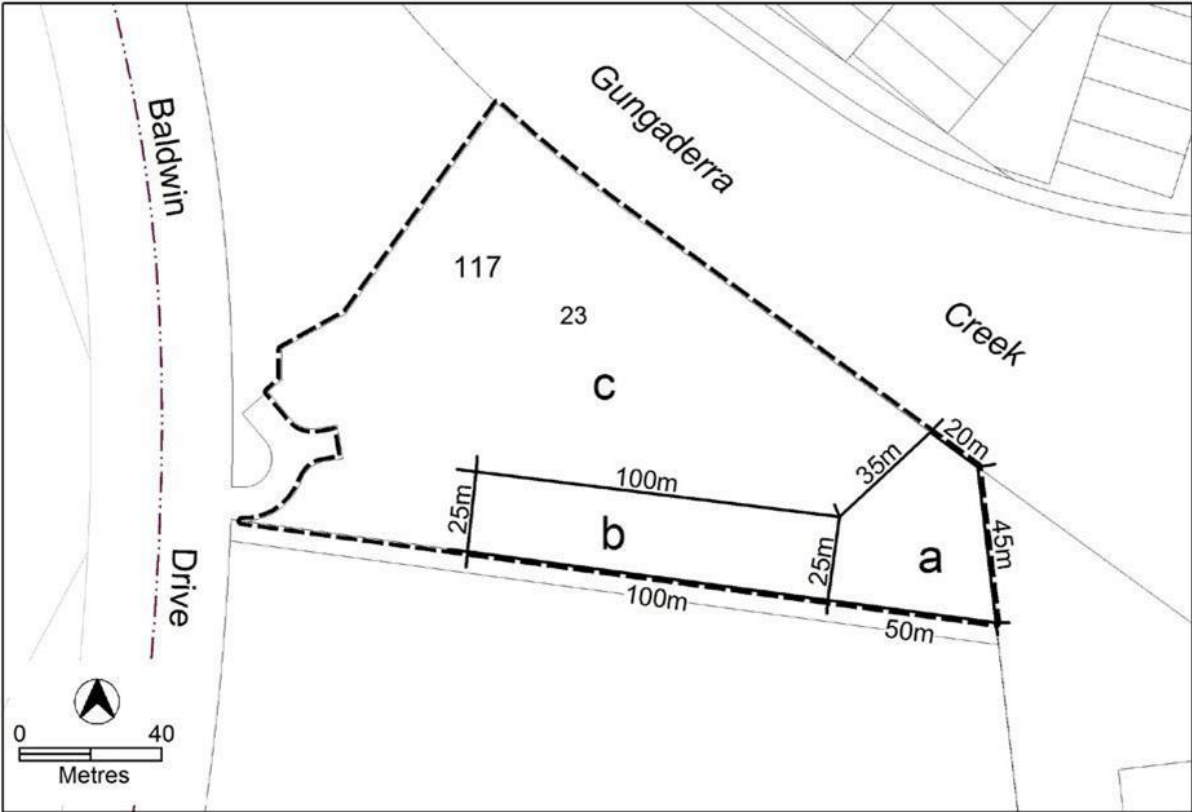 Baldwin
Drive
Gungaderra
Creek
117
23
c
20m
35m
45m
100m
25m
b
25m
a
100m
50m
0 40
Metres